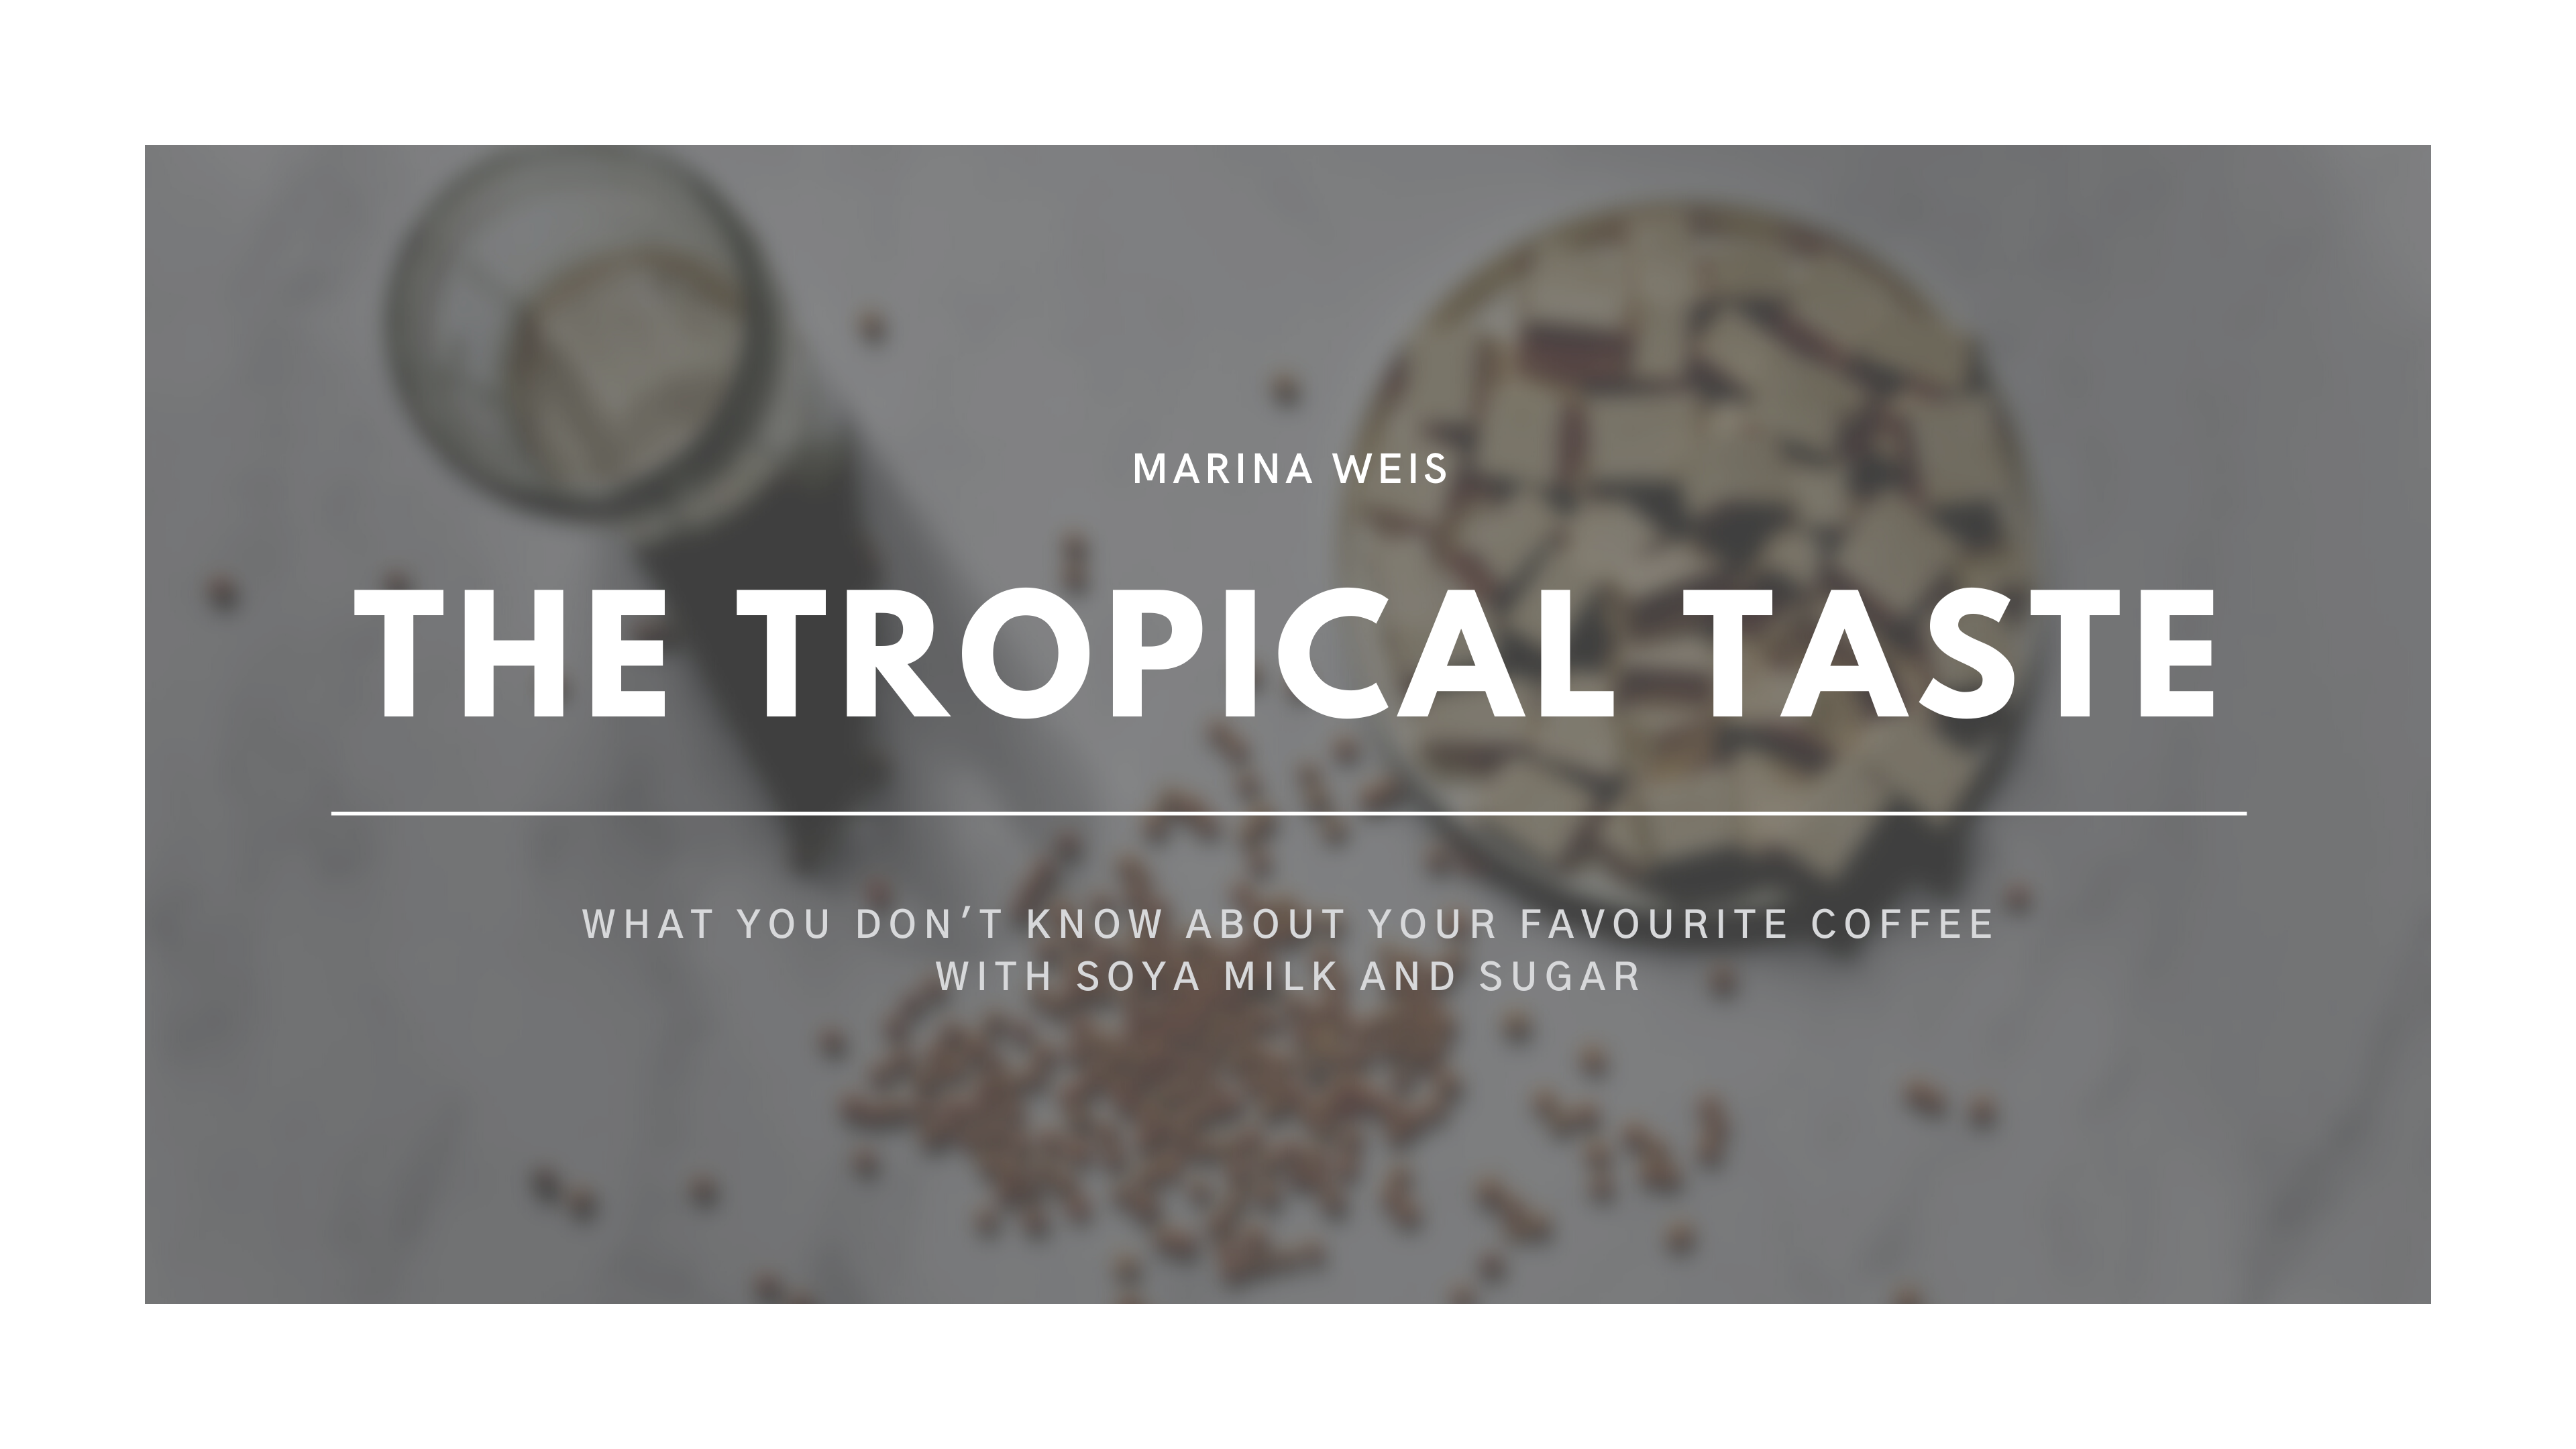 MARINA WEIS
THE TROPICAL TASTE
WHAT YOU DON’T KNOW ABOUT YOUR FAVOURITE COFFEE
WITH SOYA MILK AND SUGAR